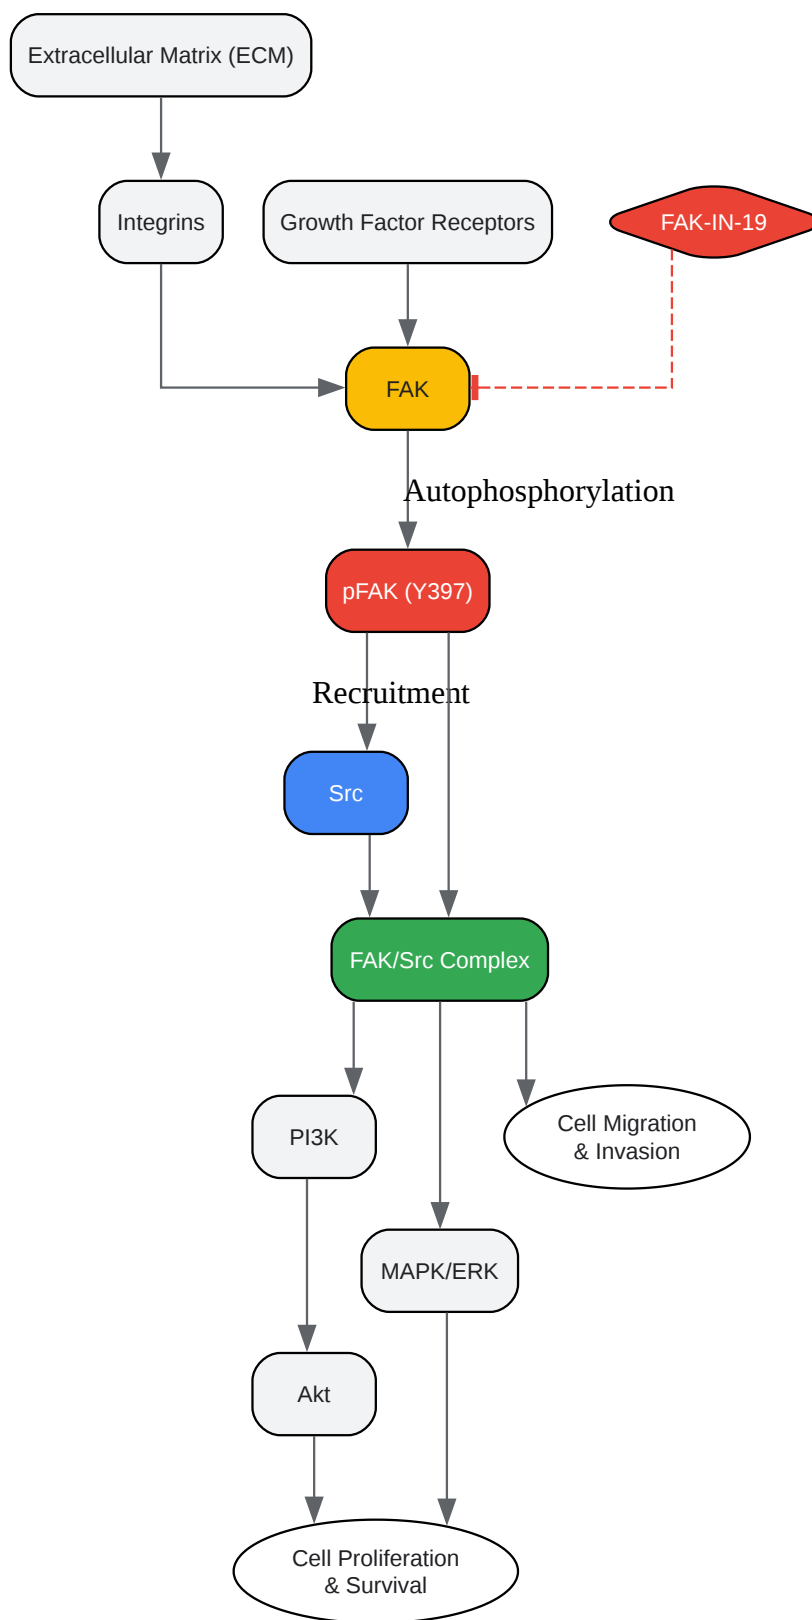 Extracellular Matrix (ECM)
Integrins
Growth Factor Receptors
FAK-IN-19
FAK
Autophosphorylation
pFAK (Y397)
Recruitment
Src
FAK/Src Complex
PI3K
Cell Migration
& Invasion
MAPK/ERK
Akt
Cell Proliferation
& Survival